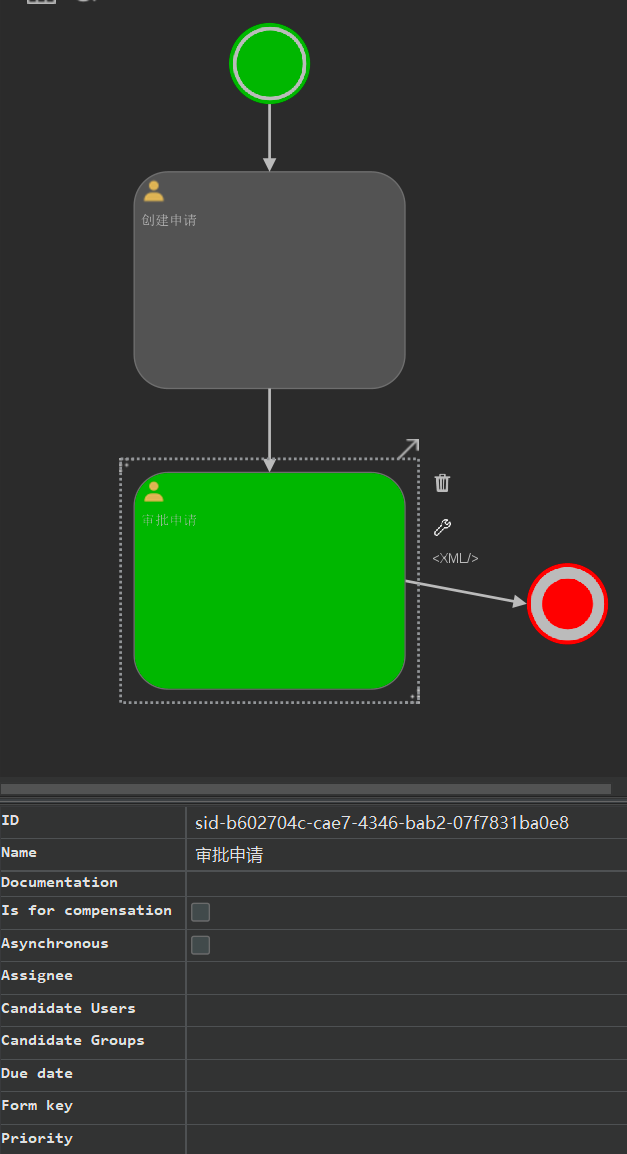 创建申请
审批申请
<XML/>
ID
sid-b602704c-cae7-4346-bab2-07f7831ba0e8
Name
审批申请
Documentation
Is for compensation
Asynchronous
Assignee
Candidate Users
Candidate Groups
Due date
Form key
Priority